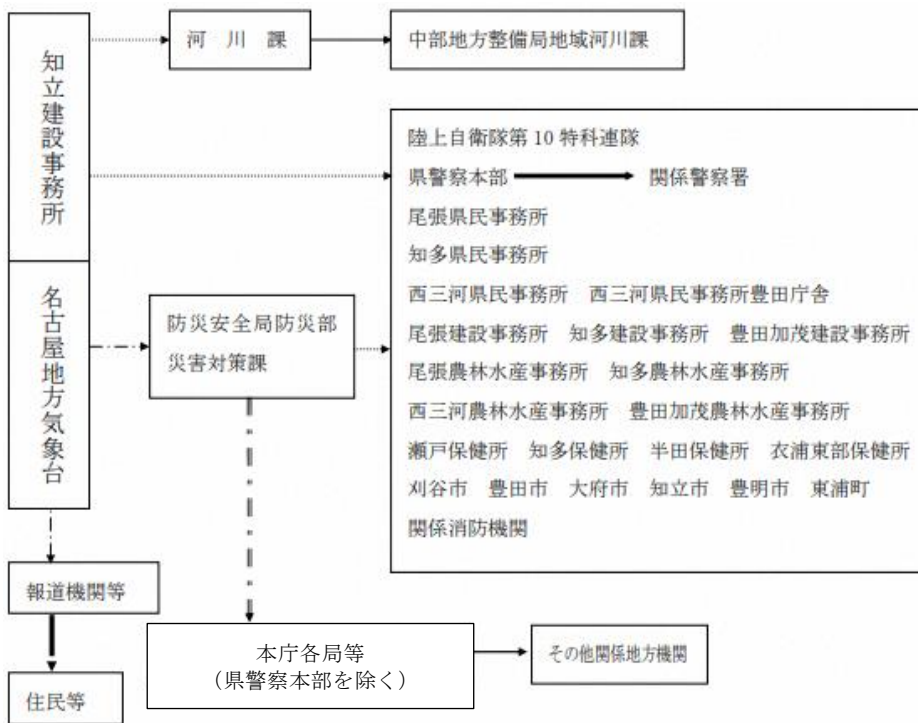 知立建設事務所
河川課
中部地方整備局地域河川課
陸上自衛隊第 10 特科連隊
県警察本部 関係警察署
尾張県民事務所
知多県民事務所
西三河県民事務所 西三河県民事務所豊田庁舎
尾張建設事務所 知多建設事務所 豊田加茂建設事務所
尾張農林水産事務所 知多農林水産事務所
西三河農林水産事務所 豊田加茂農林水産事務所
瀬戸保健所 知多保健所 半田保健所 衣浦東部保健所
刈谷市 豊田市 大府市 知立市 豊明市 東浦町
関係消防機関
名古屋地方気象台
防災安全局防災部
災害対策課
報道機関等
住民等
本庁各局等
（県警察本部を除く）
その他関係地方機関